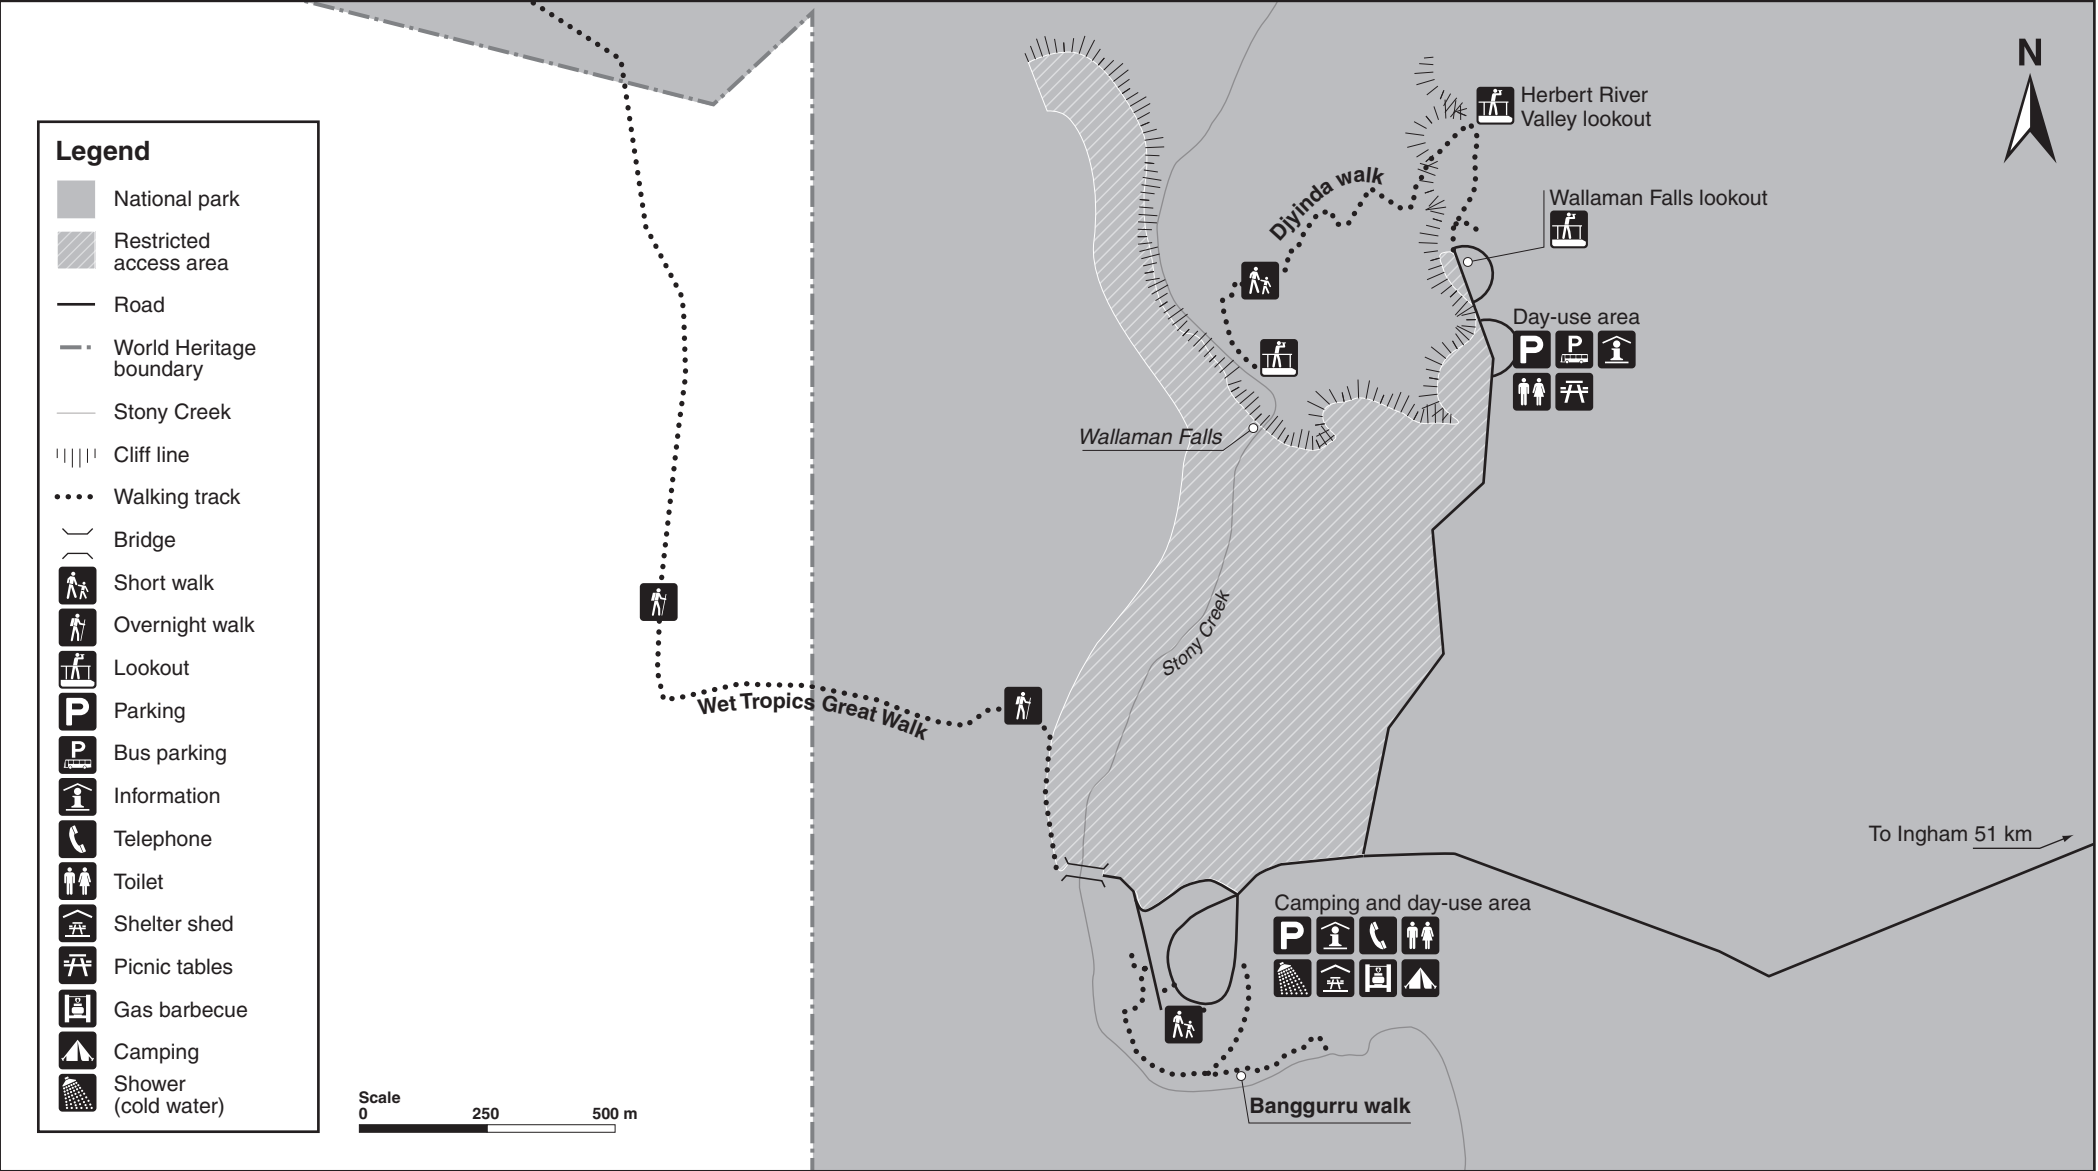 N
Herbert River
Valley lookout
Djyinda walk
Wallaman Falls lookout
Day-use area
P
P
Wallaman Falls
Stony Creek
Wet Tropics Great Walk
To Ingham 51 km
Camping and day-use area
P
Banggurru walk
Legend
National park
Restricted
access area
Road
World Heritage
boundary
Stony Creek
Cliff line
Walking track
Bridge
Short walk
Overnight walk
Lookout
P Parking
P Bus parking
Information
Telephone
Toilet
Shelter shed
Picnic tables
Gas barbecue
Camping
Shower
(cold water)
Scale
0 250 500 m